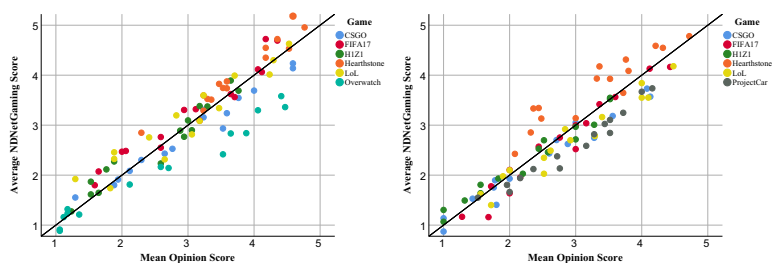 Average NDNetGaming Score
5
4
3
2
1
1
2
3
4
5
Mean Opinion Score
Game
CSGO
FIFA17
H1Z1
Hearthstone
LoL
Overwatch
Average NDNetGaming Score
5
4
3
2
1
1
2
3
4
5
Mean Opinion Score
Game
CSGO
FIFA17
H1Z1
Hearthstone
LoL
ProjectCar